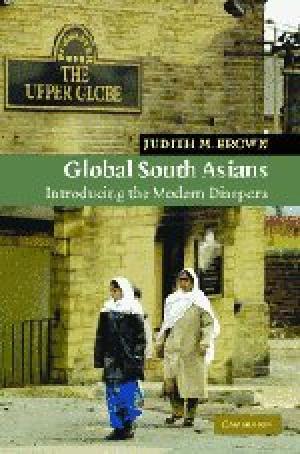 THE
UPPER GLOBE
JUDITH M. BROWN
Global South Asians
Introducing the Modern Diaspora
CAMBRIDGE